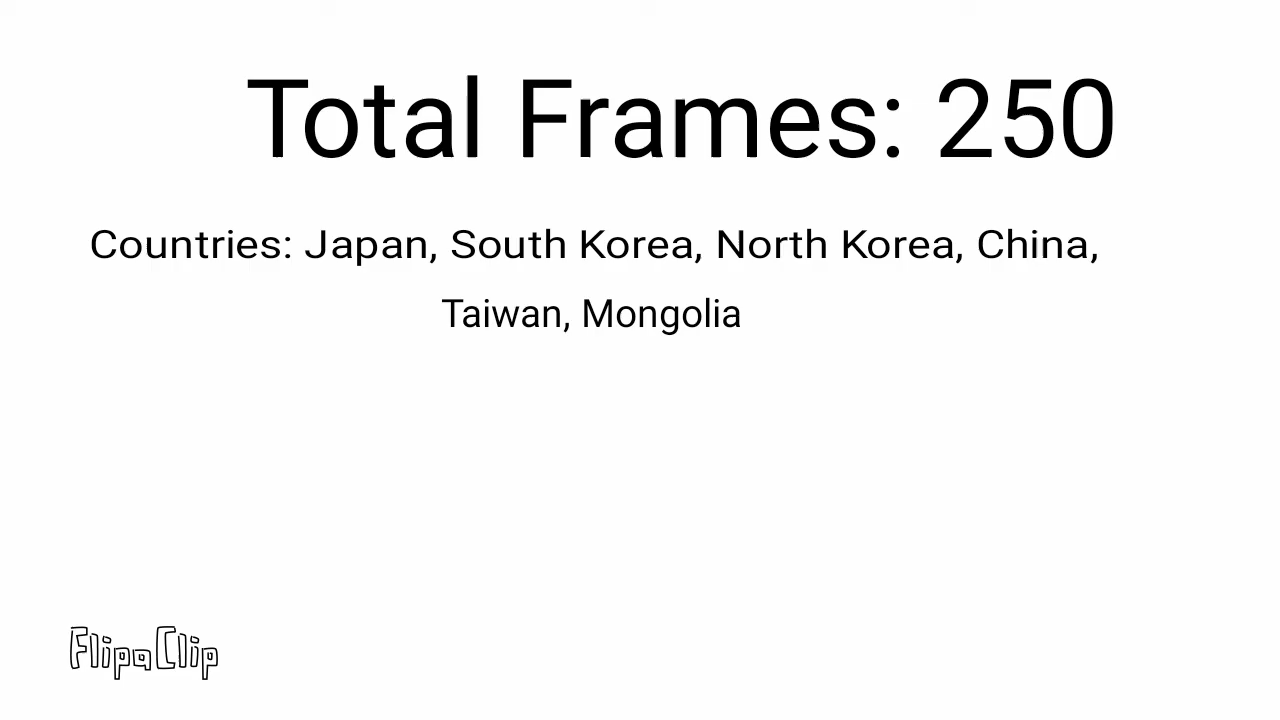 Total Frames: 250
Countries: Japan, South Korea, North Korea, China,
Taiwan, Mongolia
FlipaClip